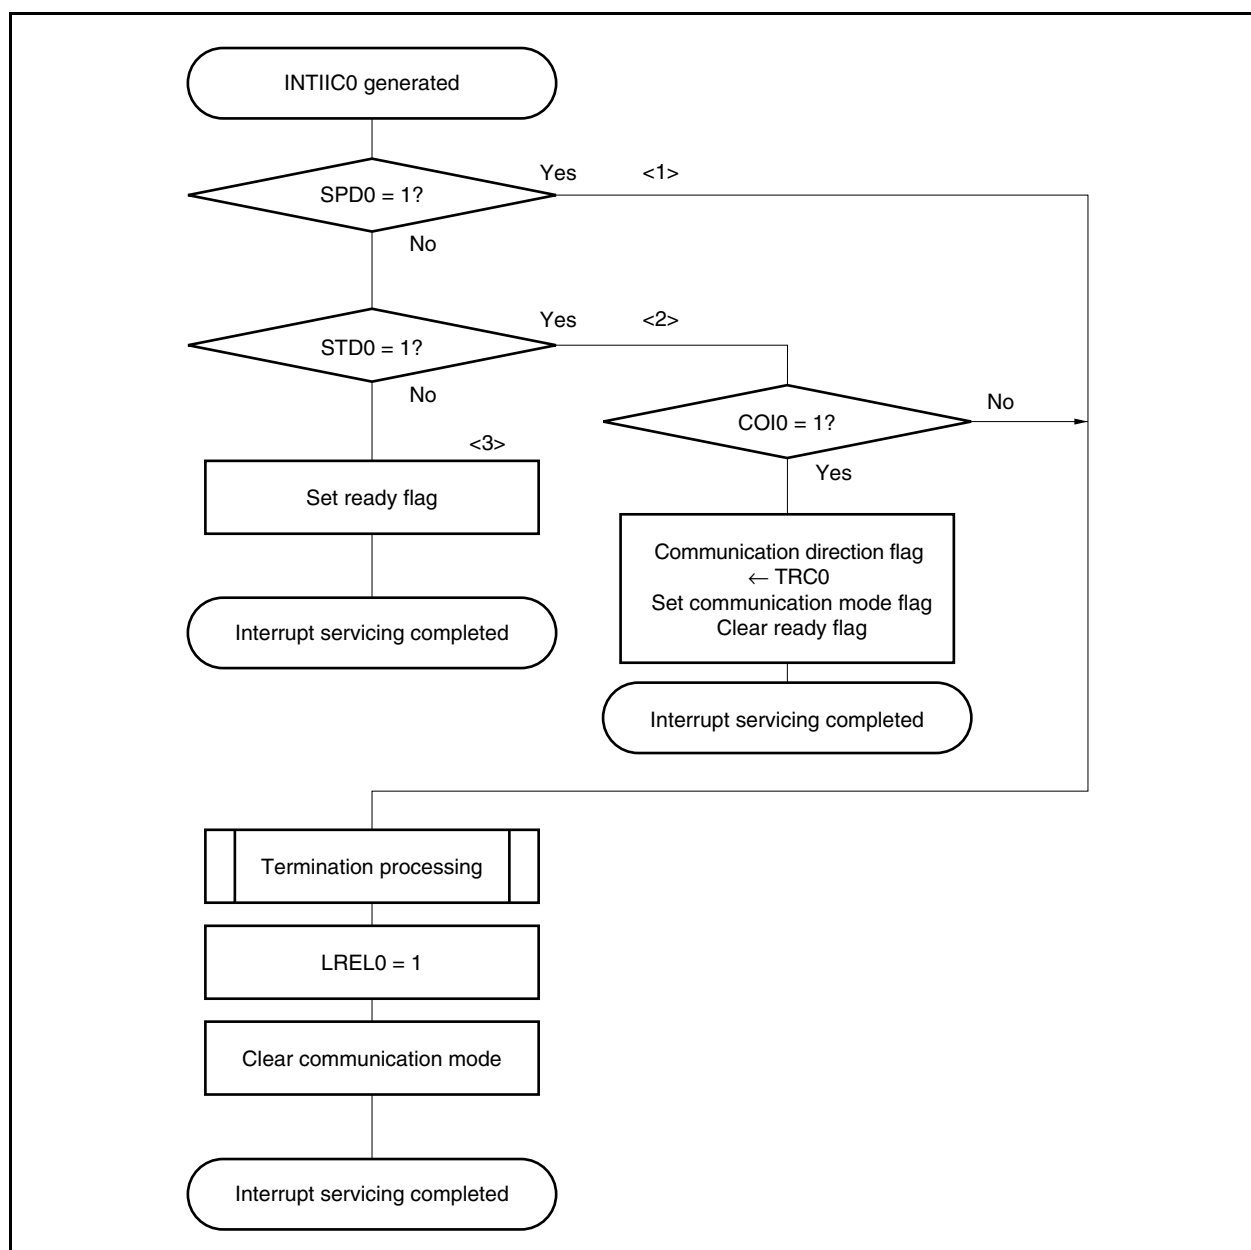 INTIIC0 generated
Yes
<1>
SPD0 = 1?
No
Yes
<2>
STD0 = 1?
No
No
COI0 = 1?
Yes
<3>
Set ready flag
Communication direction flag
← TRC0
Set communication mode flag
Clear ready flag
Interrupt servicing completed
Interrupt servicing completed
Termination processing
LREL0 = 1
Clear communication mode
Interrupt servicing completed